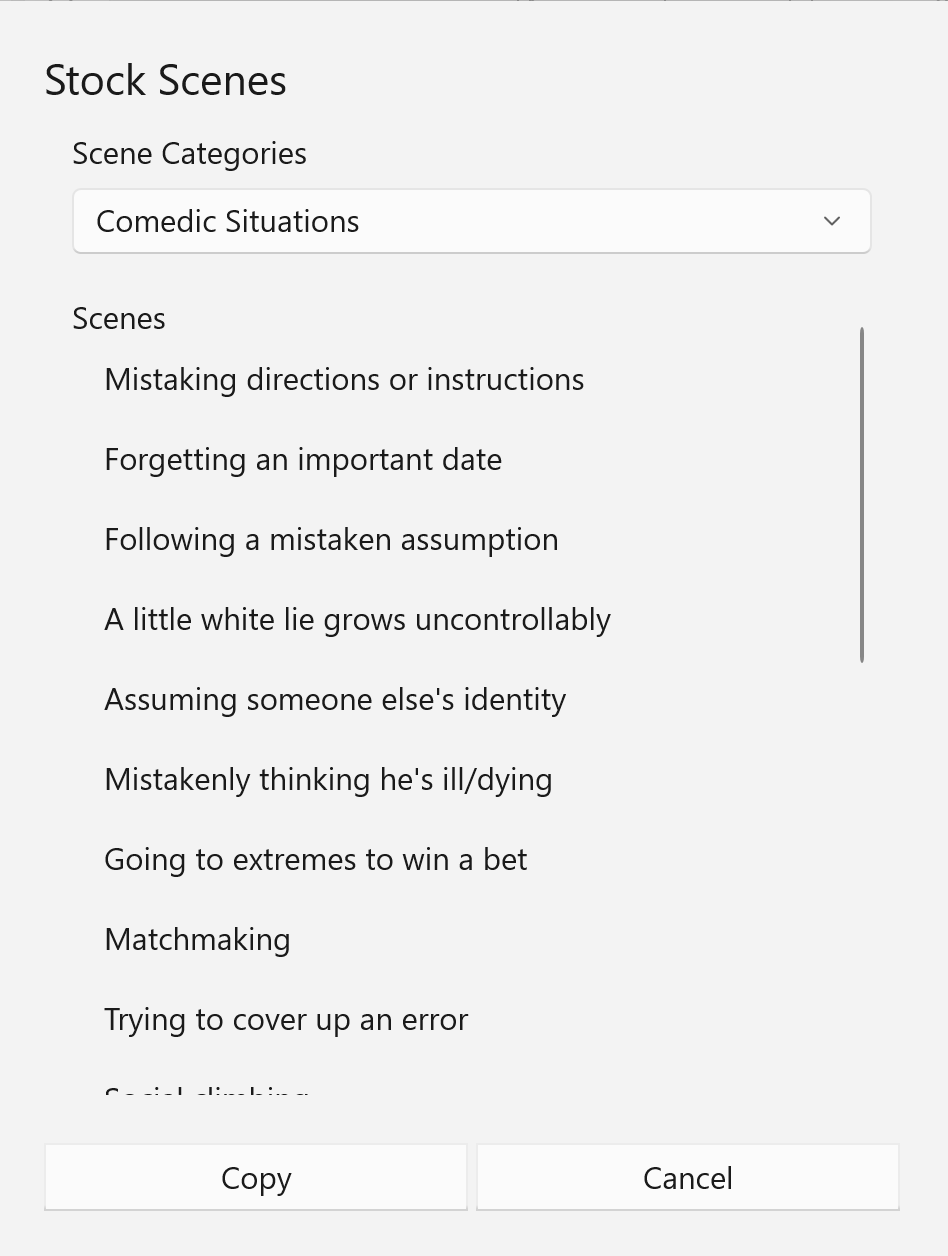 Stock Scenes
Scene Categories
Comedic Situations
Scenes
Mistaking directions or instructions
Forgetting an important date
Following a mistaken assumption
A little white lie grows uncontrollably
Assuming someone else's identity
Mistakenly thinking he's ill/dying
Going to extremes to win a bet
Matchmaking
Trying to cover up an error
Social climbing
Copy
Cancel